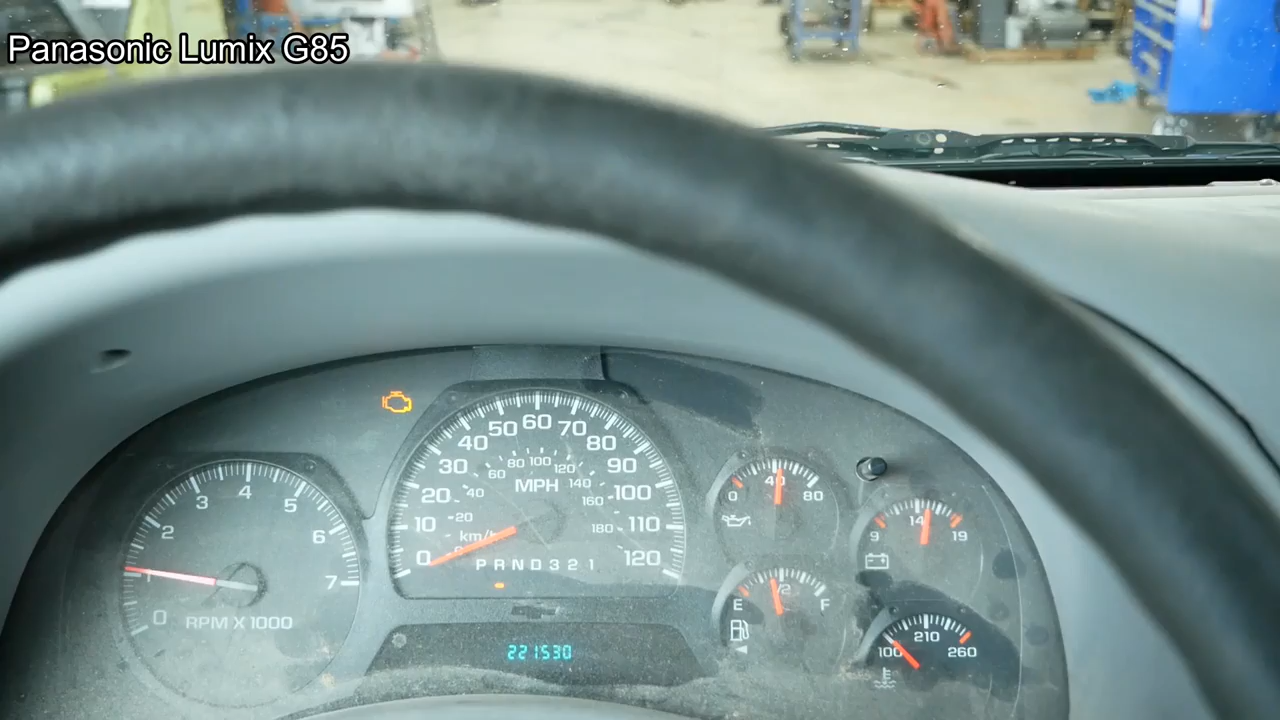 Panasonic Lumix G85
0 1 2 3 4 5 6 7
RPM X 1000
0 10 20 30 40 50 60 70 80 90 100 110 120
MPH
20 40 60 80 100 120 140 160 180
km/h
P R N D 3 2 1
221530
0 40 80
9 14 19
E 1/2 F
100 210 260